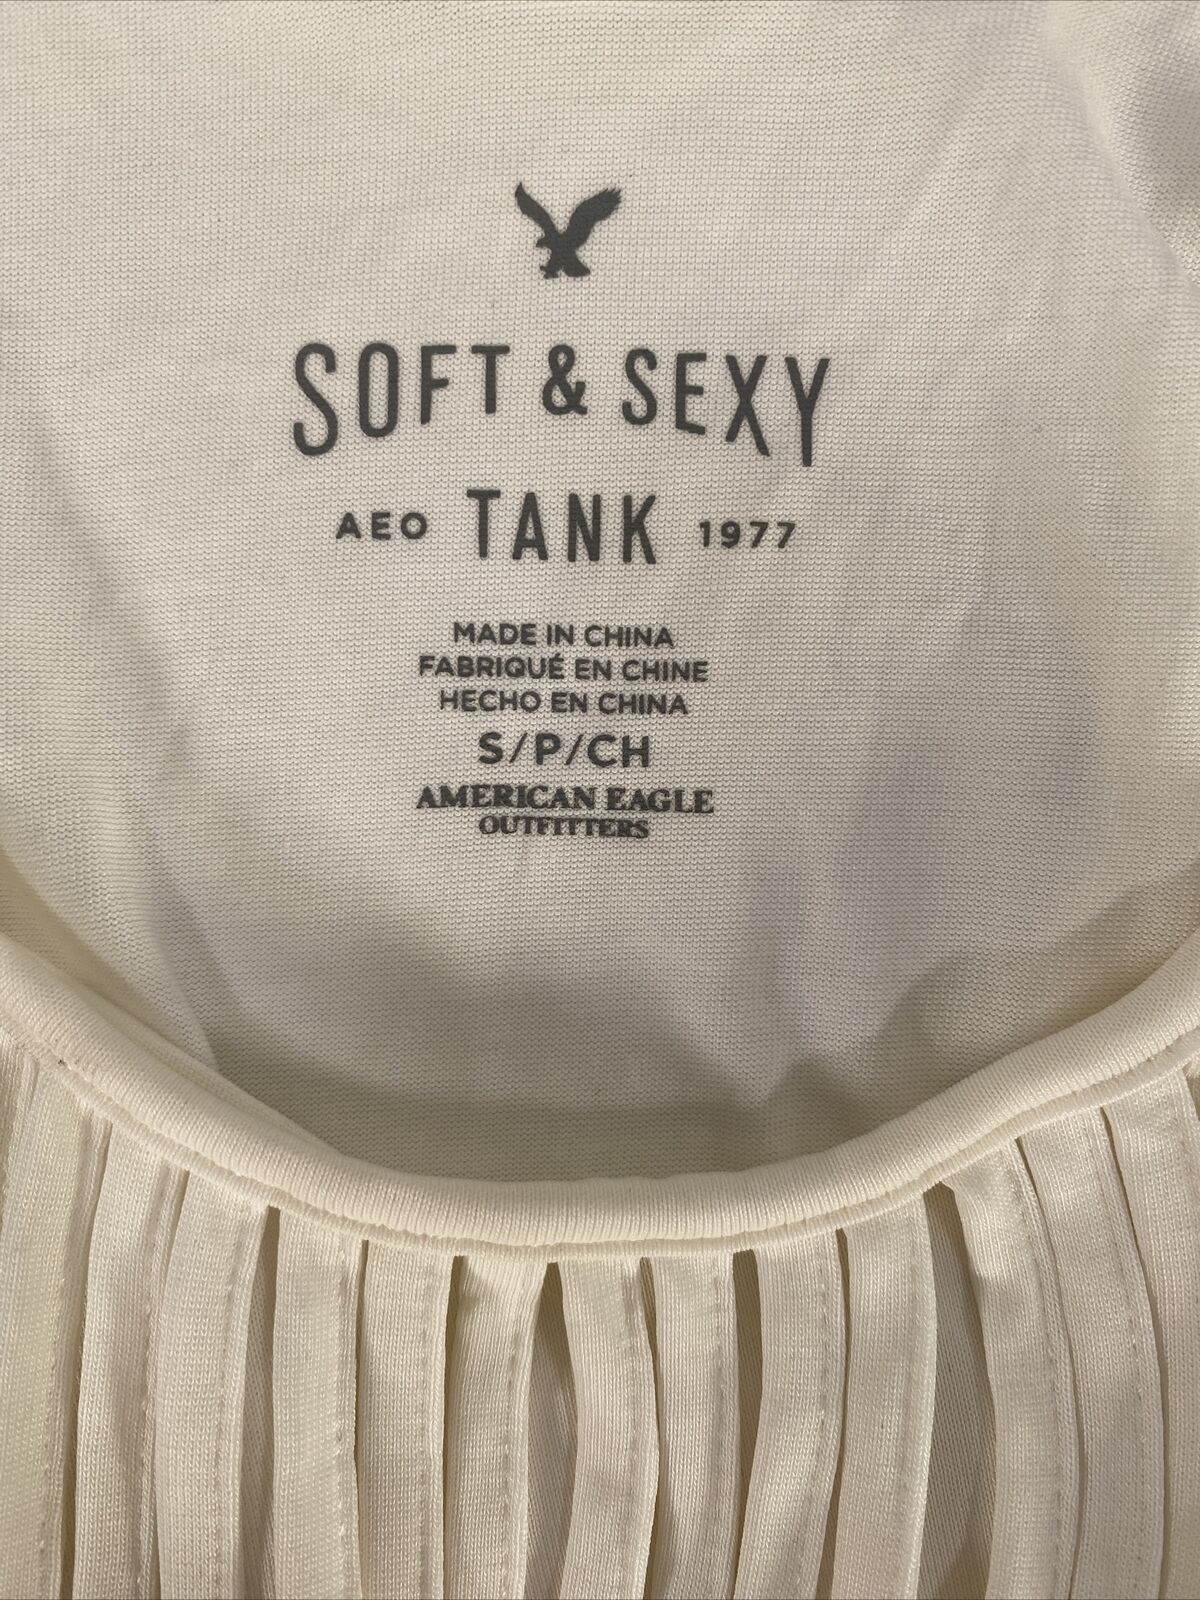 SOFT & SEXY
AEO TANK 1977
MADE IN CHINA
FABRIQUÉ EN CHINE
HECHO EN CHINA
S/P/CH
AMERICAN EAGLE
OUTFITTERS